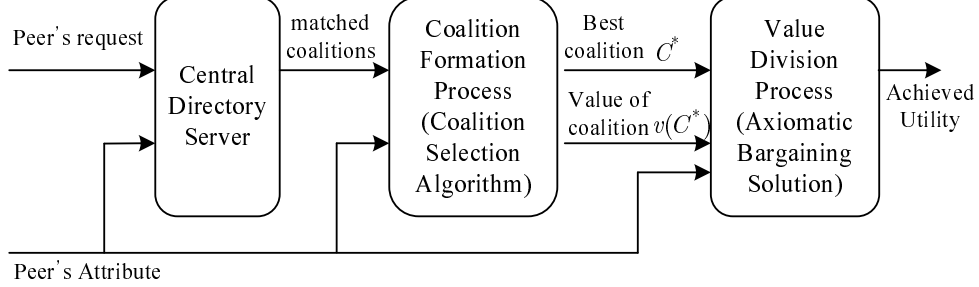 Peer's request
Central
Directory
Server
matched
coalitions
Coalition
Formation
Process
(Coalition
Selection
Algorithm)
Best
coalition C*
Value of
coalition v(C*)
Value
Division
Process
(Axiomatic
Bargaining
Solution)
Achieved
Utility
Peer's Attribute